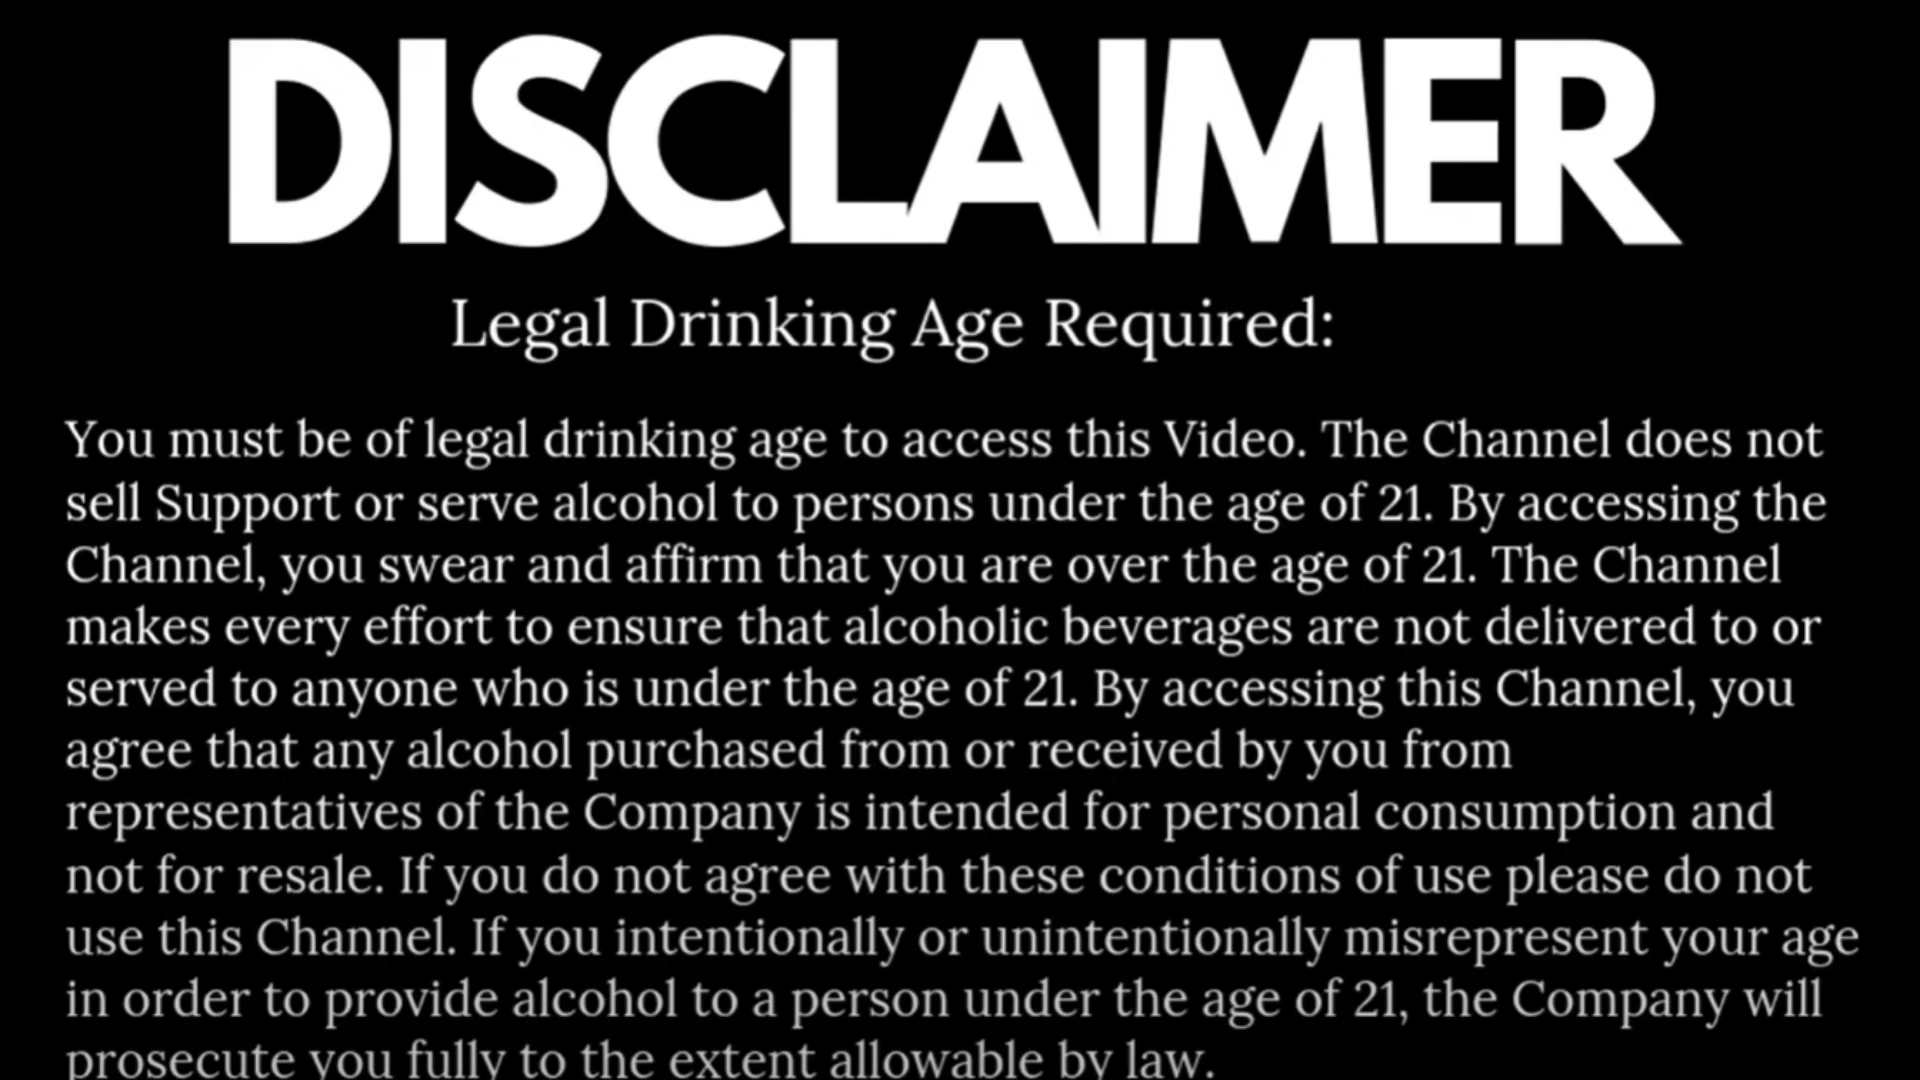 DISCLAIMER
Legal Drinking Age Required:
You must be of legal drinking age to access this Video. The Channel does not
sell Support or serve alcohol to persons under the age of 21. By accessing the
Channel, you swear and affirm that you are over the age of 21. The Channel
makes every effort to ensure that alcoholic beverages are not delivered to or
served to anyone who is under the age of 21. By accessing this Channel, you
agree that any alcohol purchased from or received by you from
representatives of the Company is intended for personal consumption and
not for resale. If you do not agree with these conditions of use please do not
use this Channel. If you intentionally or unintentionally misrepresent your age
in order to provide alcohol to a person under the age of 21, the Company will
prosecute you fully to the extent allowable by law.